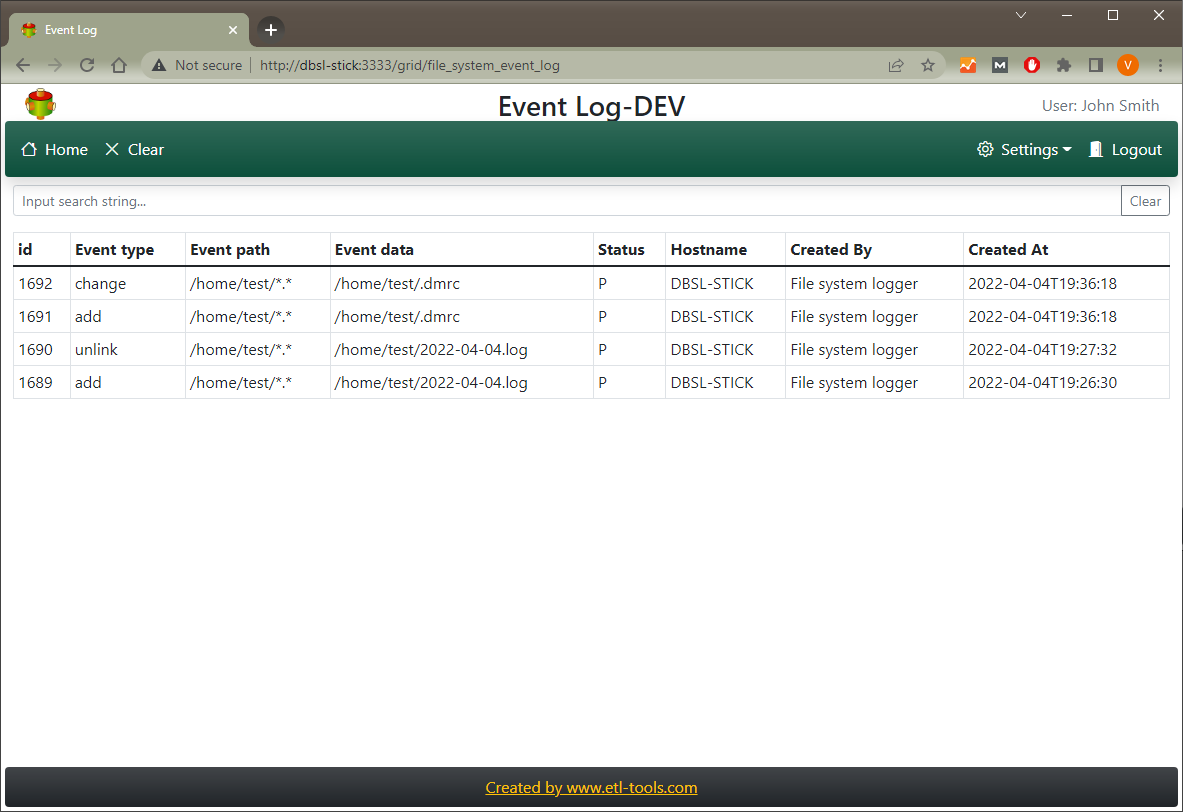 Event Log
Not secure http://dbsl-stick:3333/grid/file_system_event_log M V
Event Log-DEV User: John Smith
Home Clear Settings Logout
Input search string... Clear
id Event type Event path Event data Status Hostname Created By Created At
1692 change /home/test/*.* /home/test/.dmrc P DBSL-STICK File system logger 2022-04-04T19:36:18
1691 add /home/test/*.* /home/test/.dmrc P DBSL-STICK File system logger 2022-04-04T19:36:18
1690 unlink /home/test/*.* /home/test/2022-04-04.log P DBSL-STICK File system logger 2022-04-04T19:27:32
1689 add /home/test/*.* /home/test/2022-04-04.log P DBSL-STICK File system logger 2022-04-04T19:26:30
Created by www.etl-tools.com